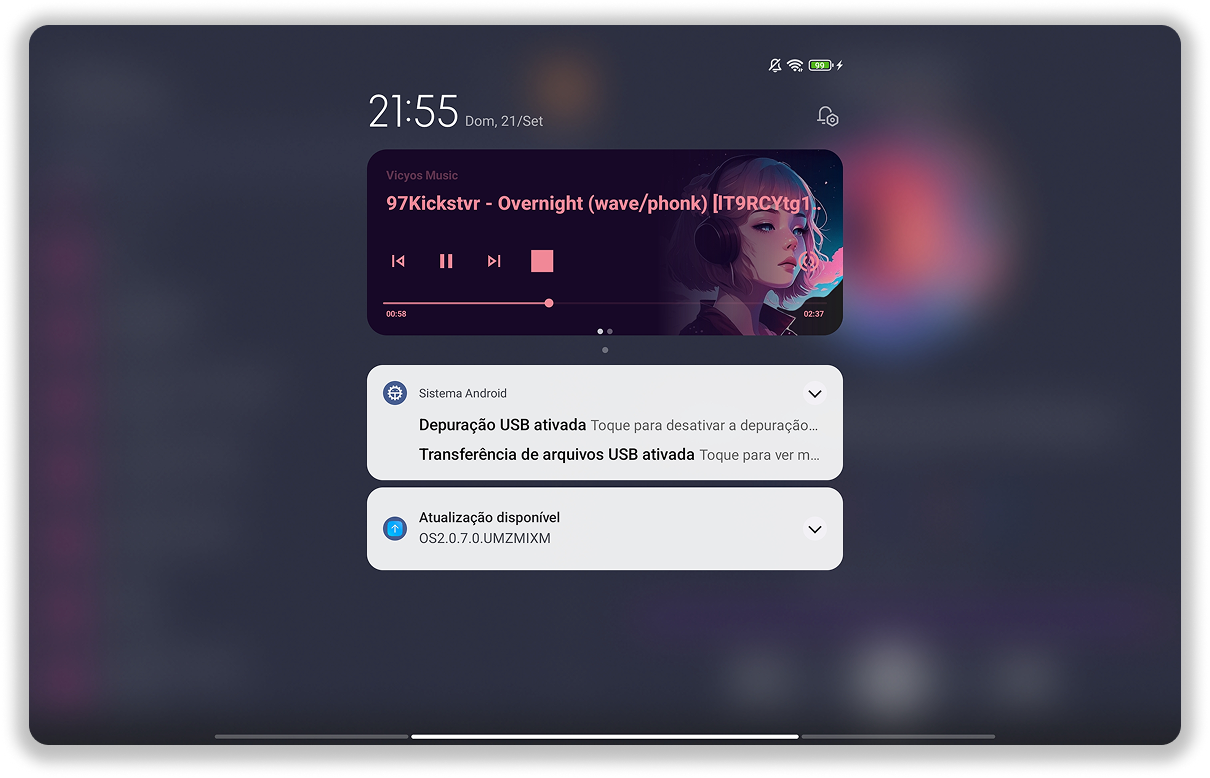 99
21:55 Dom, 21/Set
Vicyos Music
97Kickstvr - Overnight (wave/phonk) [IT9RCYtg1..
00:58 02:37
Sistema Android
Depuração USB ativada Toque para desativar a depuração...
Transferência de arquivos USB ativada Toque para ver m...
Atualização disponível
OS2.0.7.0.UMZMIXM